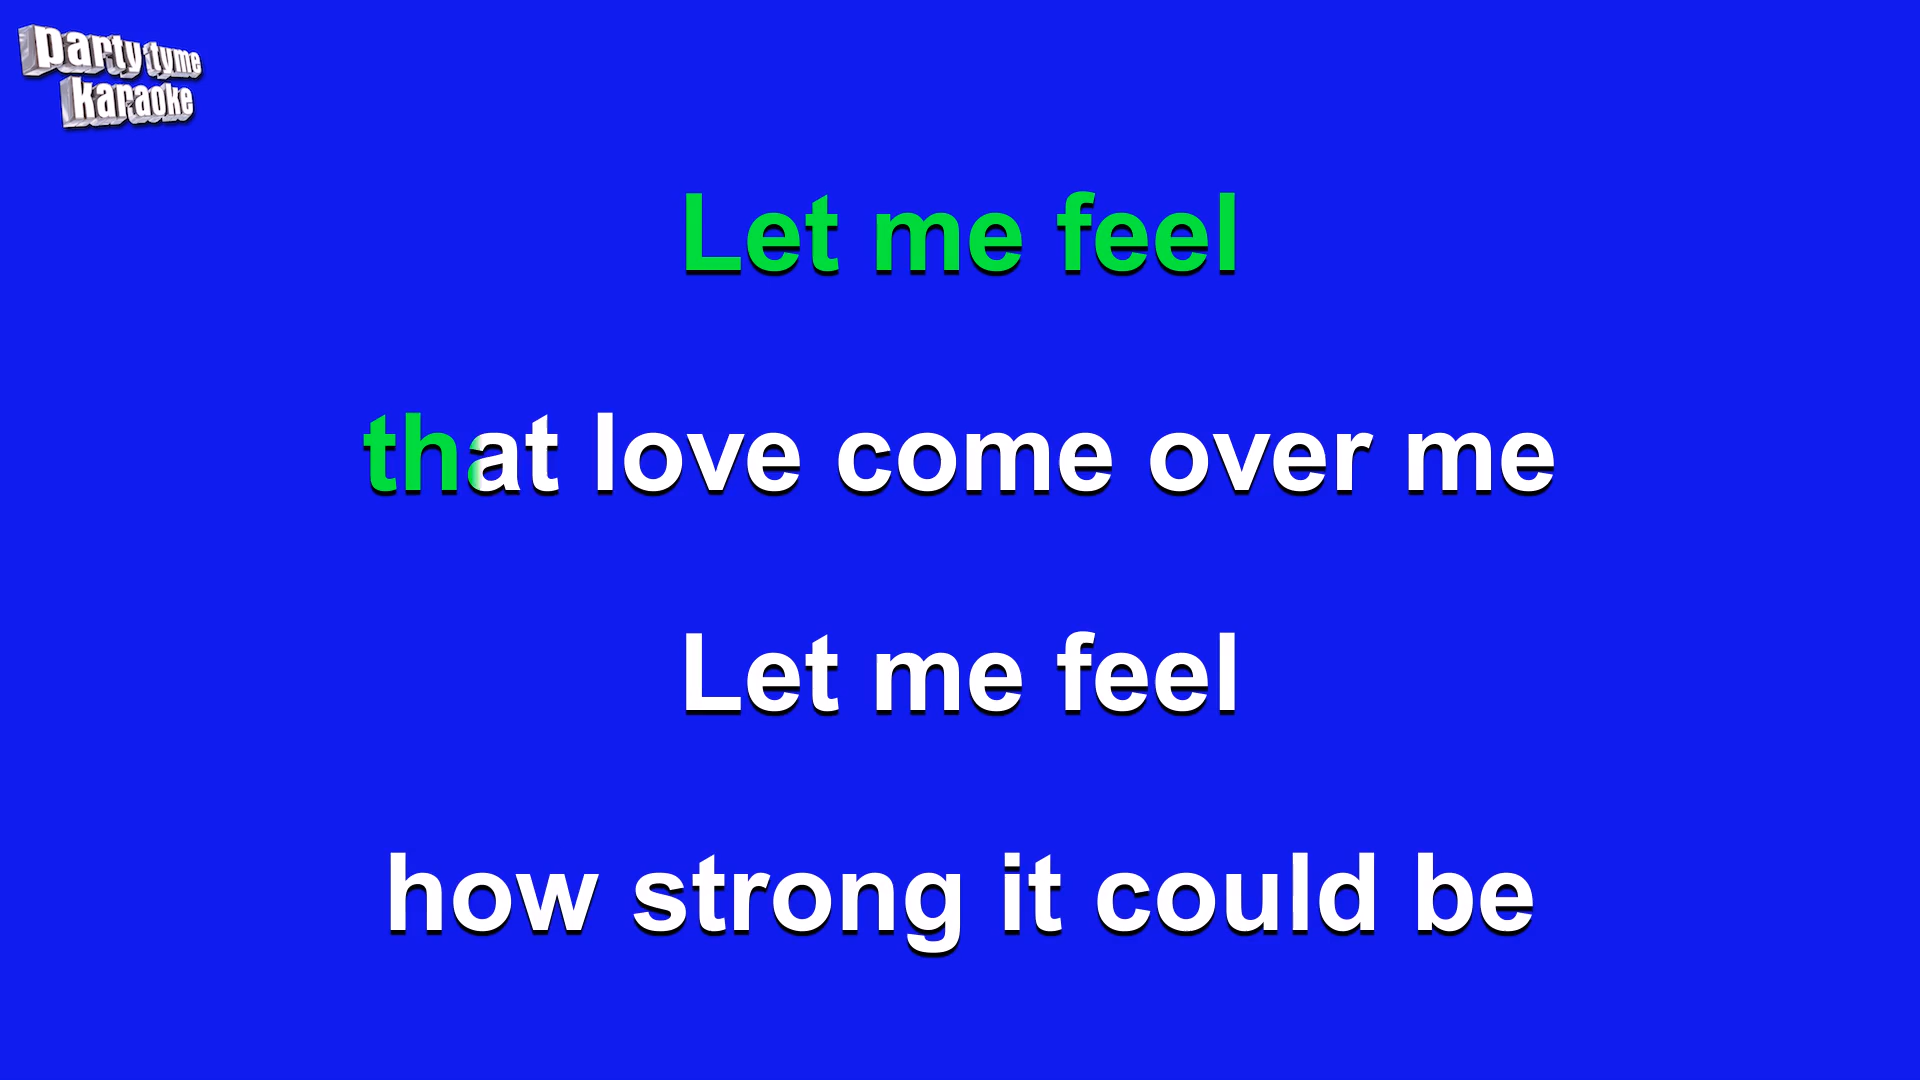 party tyme
karaoke
Let me feel
that love come over me
Let me feel
how strong it could be